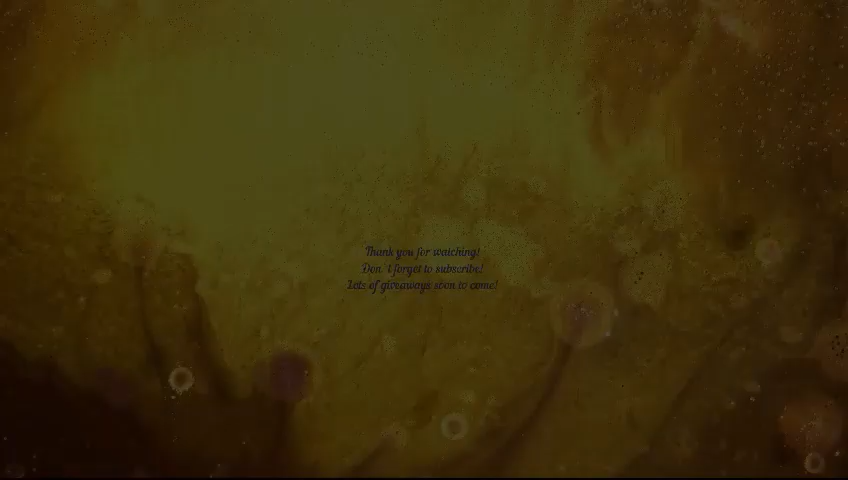 Thank you for watching!
Don´t forget to subscribe!
Lots of giveaways soon to come!